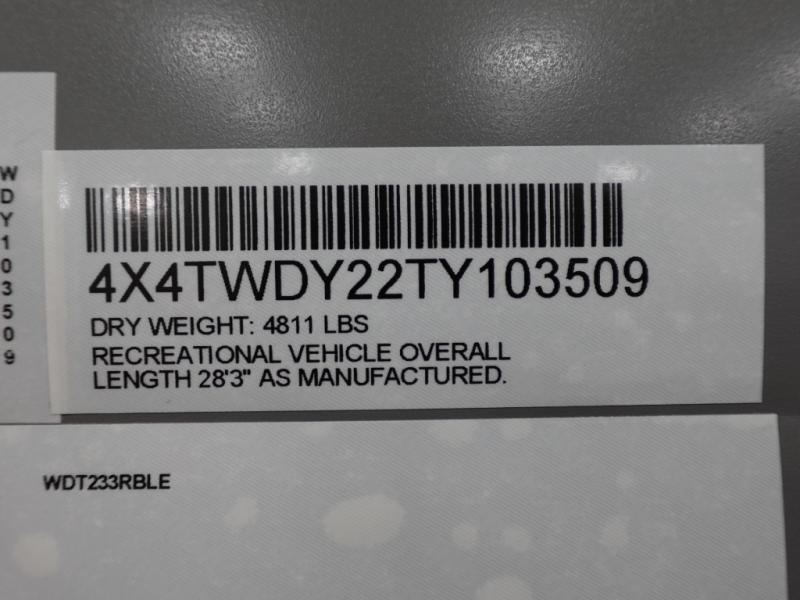 W
D
Y
1
0
3
5
0
9
4X4TWDY22TY103509
DRY WEIGHT: 4811 LBS
RECREATIONAL VEHICLE OVERALL
LENGTH 28'3" AS MANUFACTURED.
WDT233RBLE